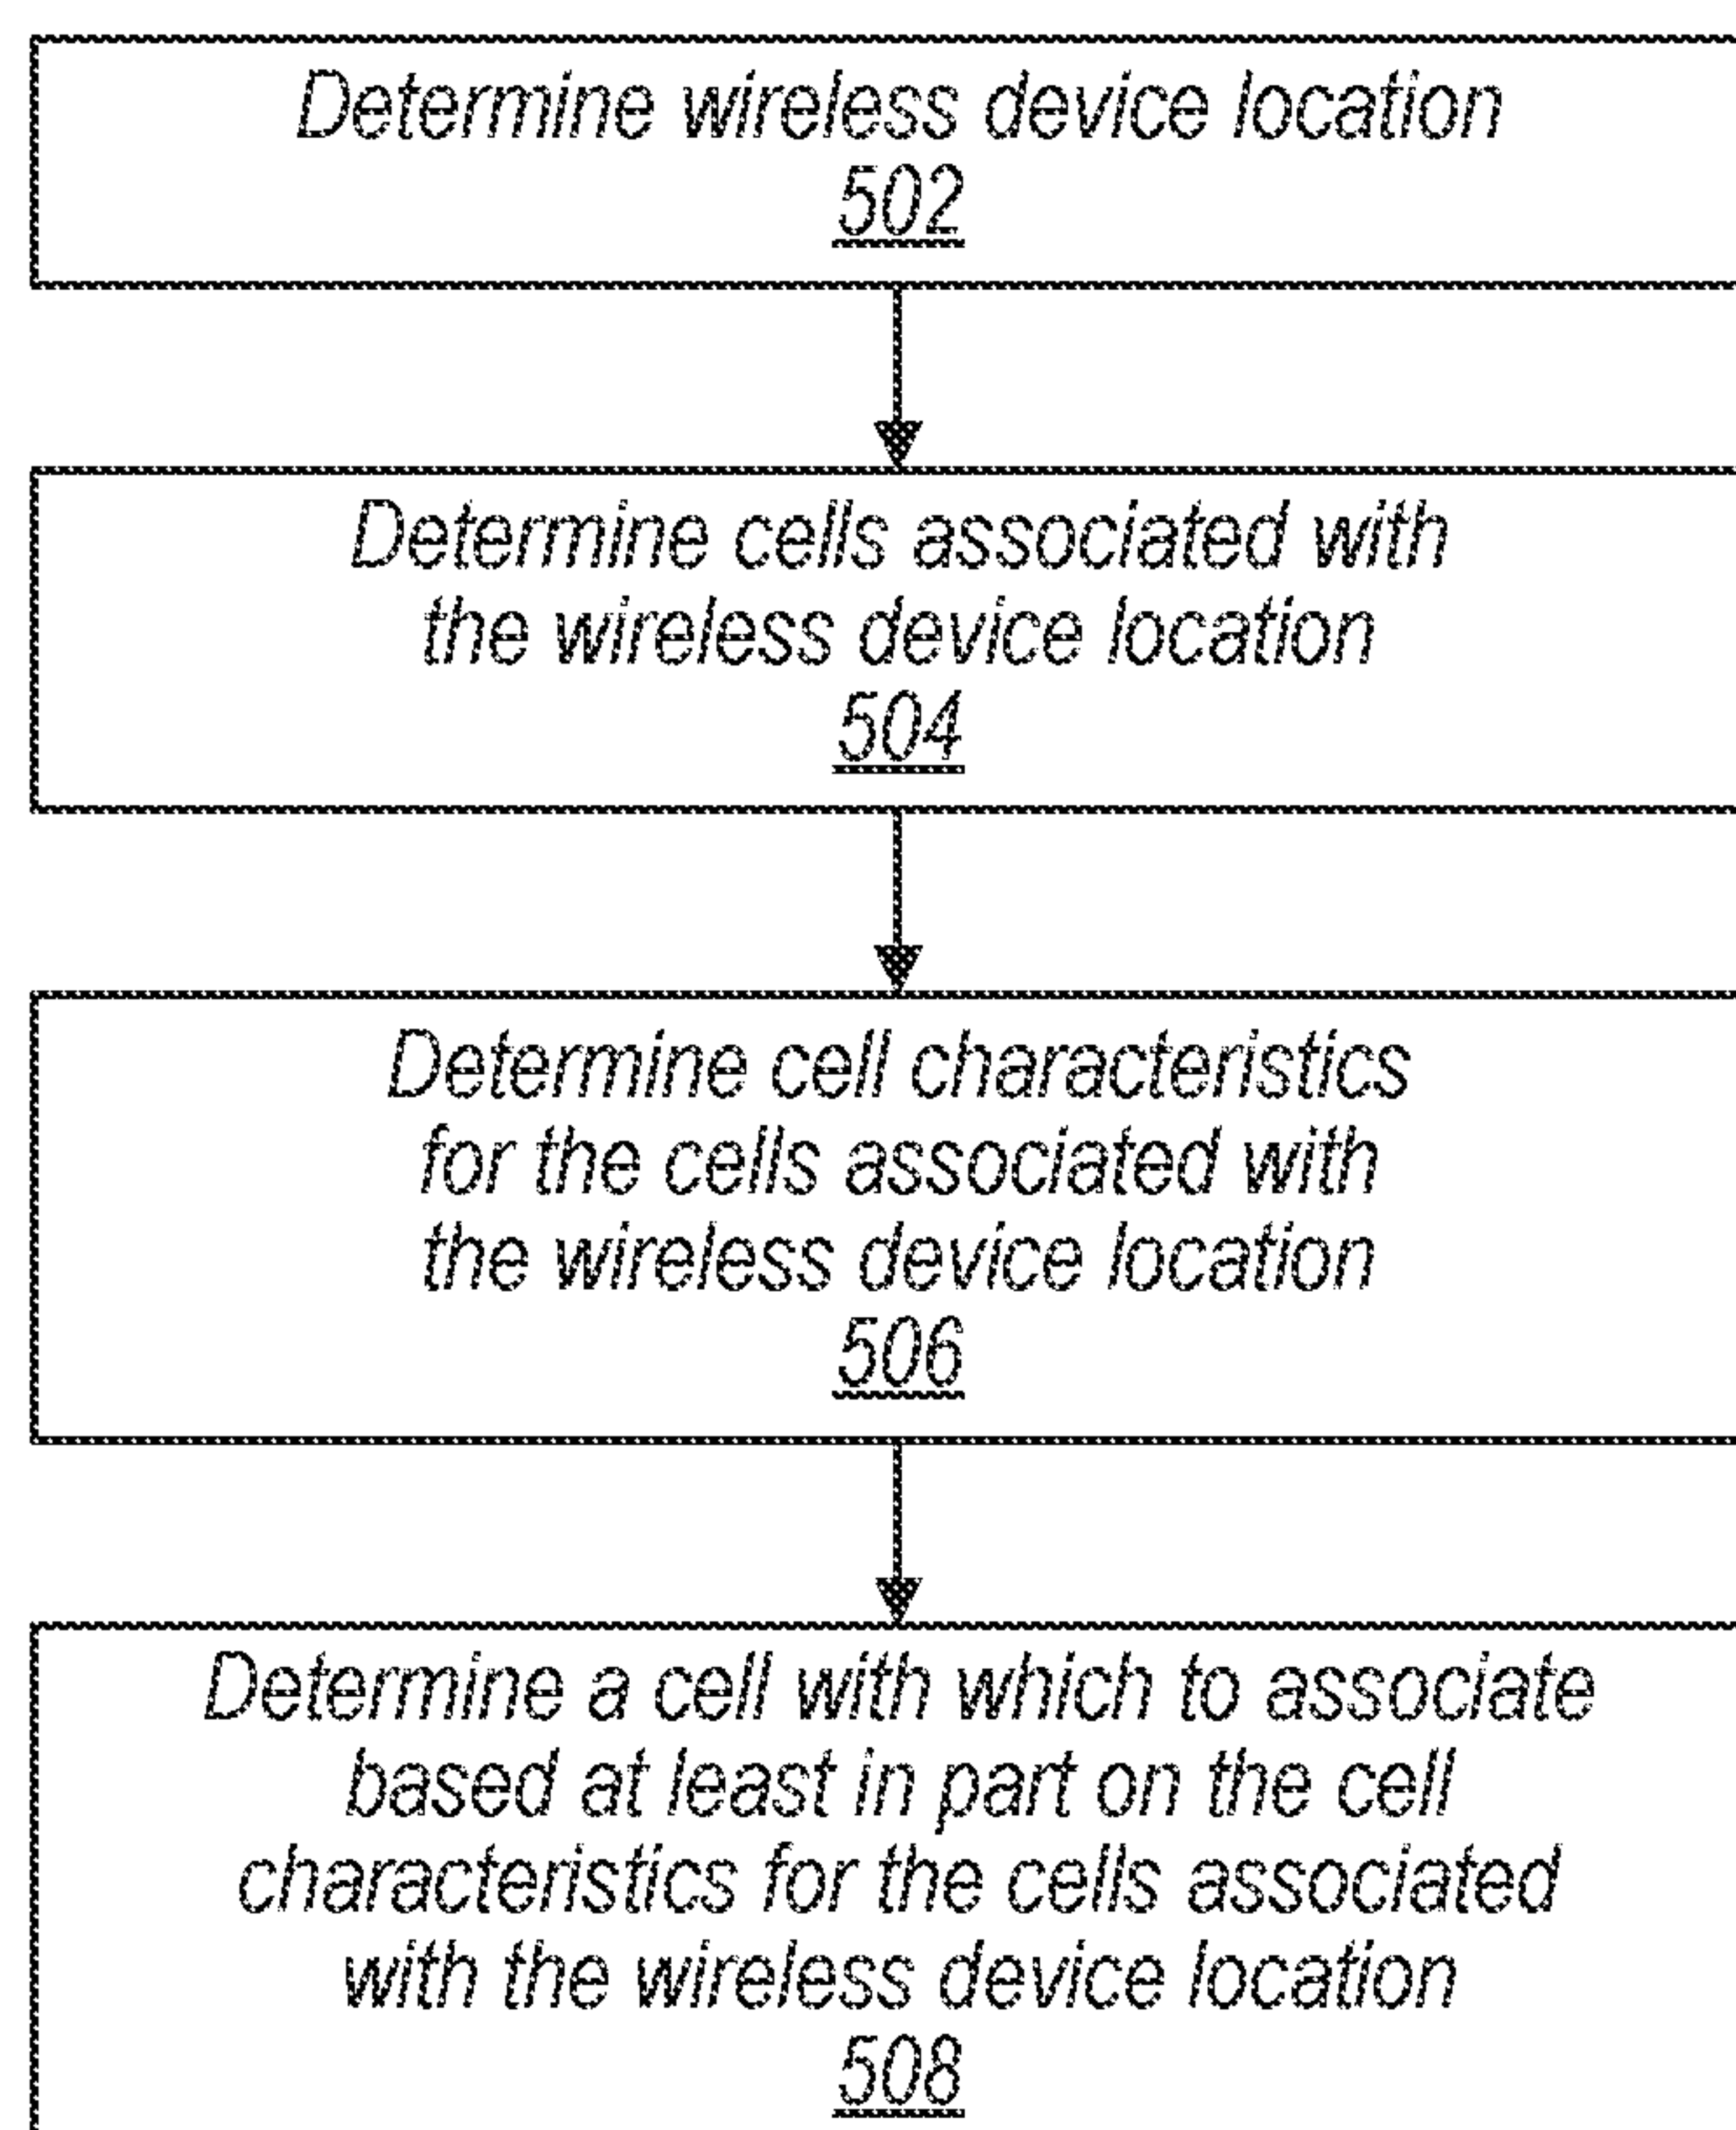 Determine wireless device location
502
Determine cells associated with
the wireless device location
504
Determine cell characteristics
for the cells associated with
the wireless device location
506
Determine a cell with which to associate
based at least in part on the cell
characteristics for the cells associated
with the wireless device location
508